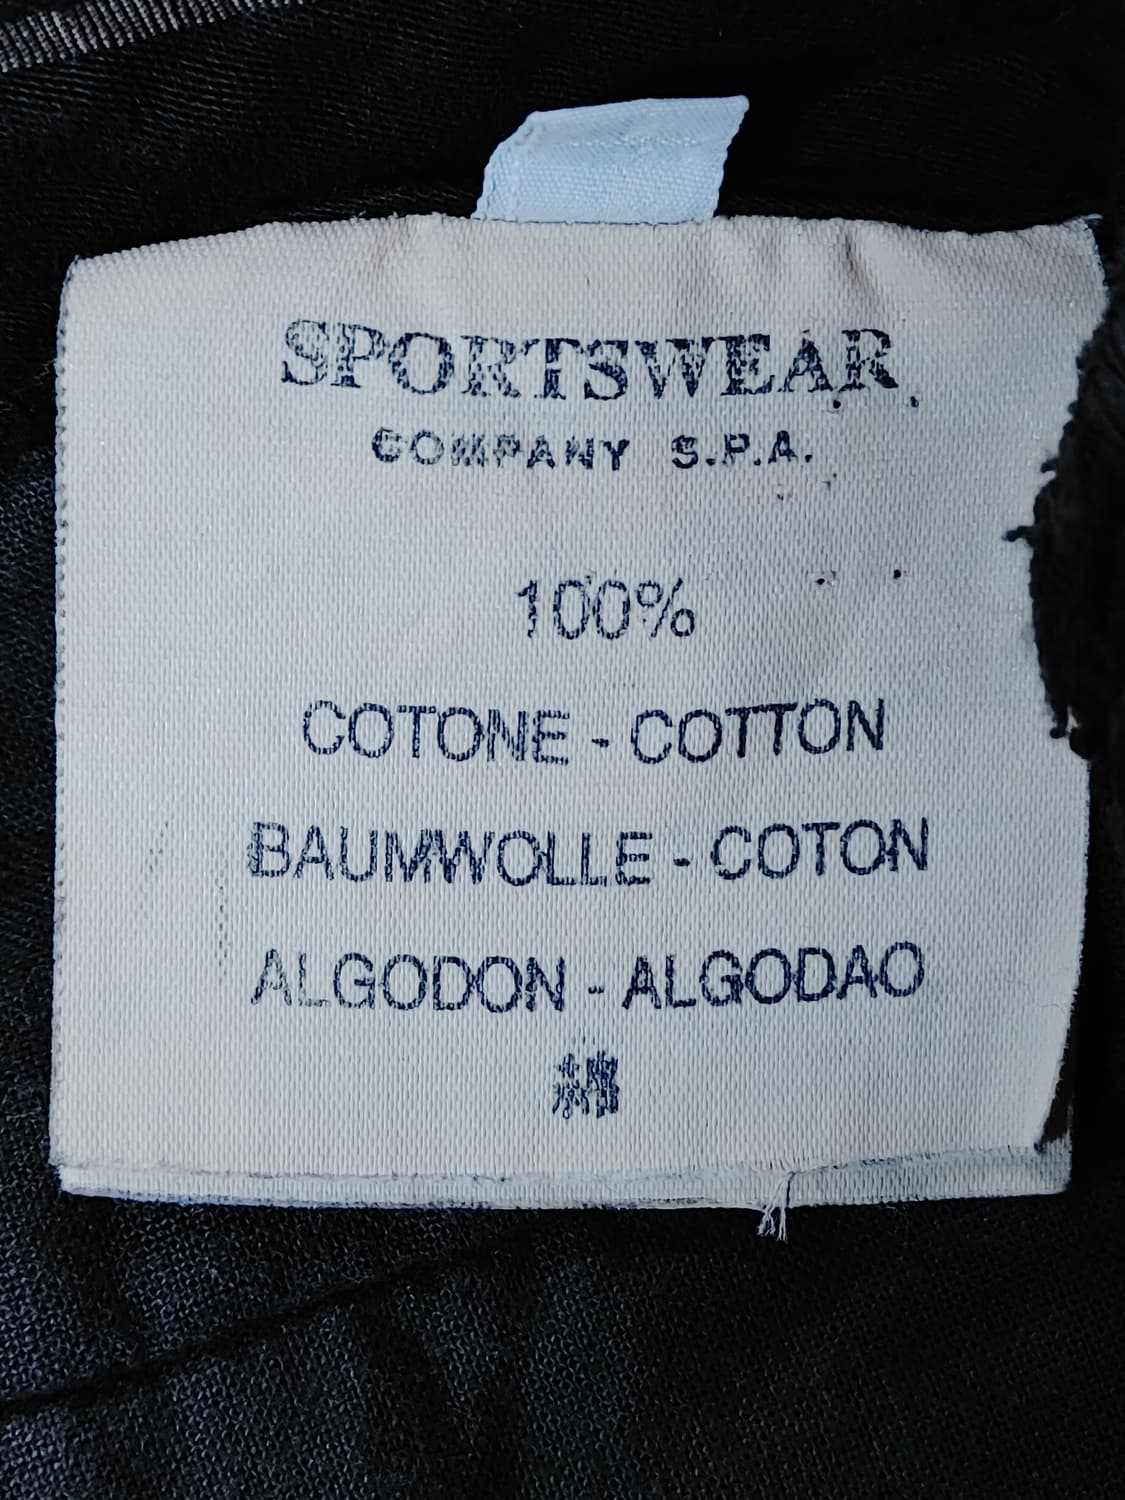 SPORTSWEAR
COMPANY S.P.A.
100%
COTONE - COTTON
BAUMWOLLE - COTON
ALGODON - ALGODAO
綿